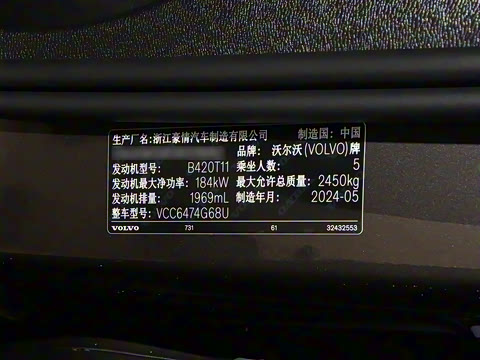 生产厂名:浙江豪情汽车制造有限公司 制造国: 中国
品牌: 沃尔沃(VOLVO)牌
发动机型号: B420T11 乘坐人数: 5
发动机最大净功率: 184kW 最大允许总质量: 2450kg
发动机排量: 1969mL 制造年月: 2024-05
整车型号: VCC6474G68U
VOLVO 731 61 32432553